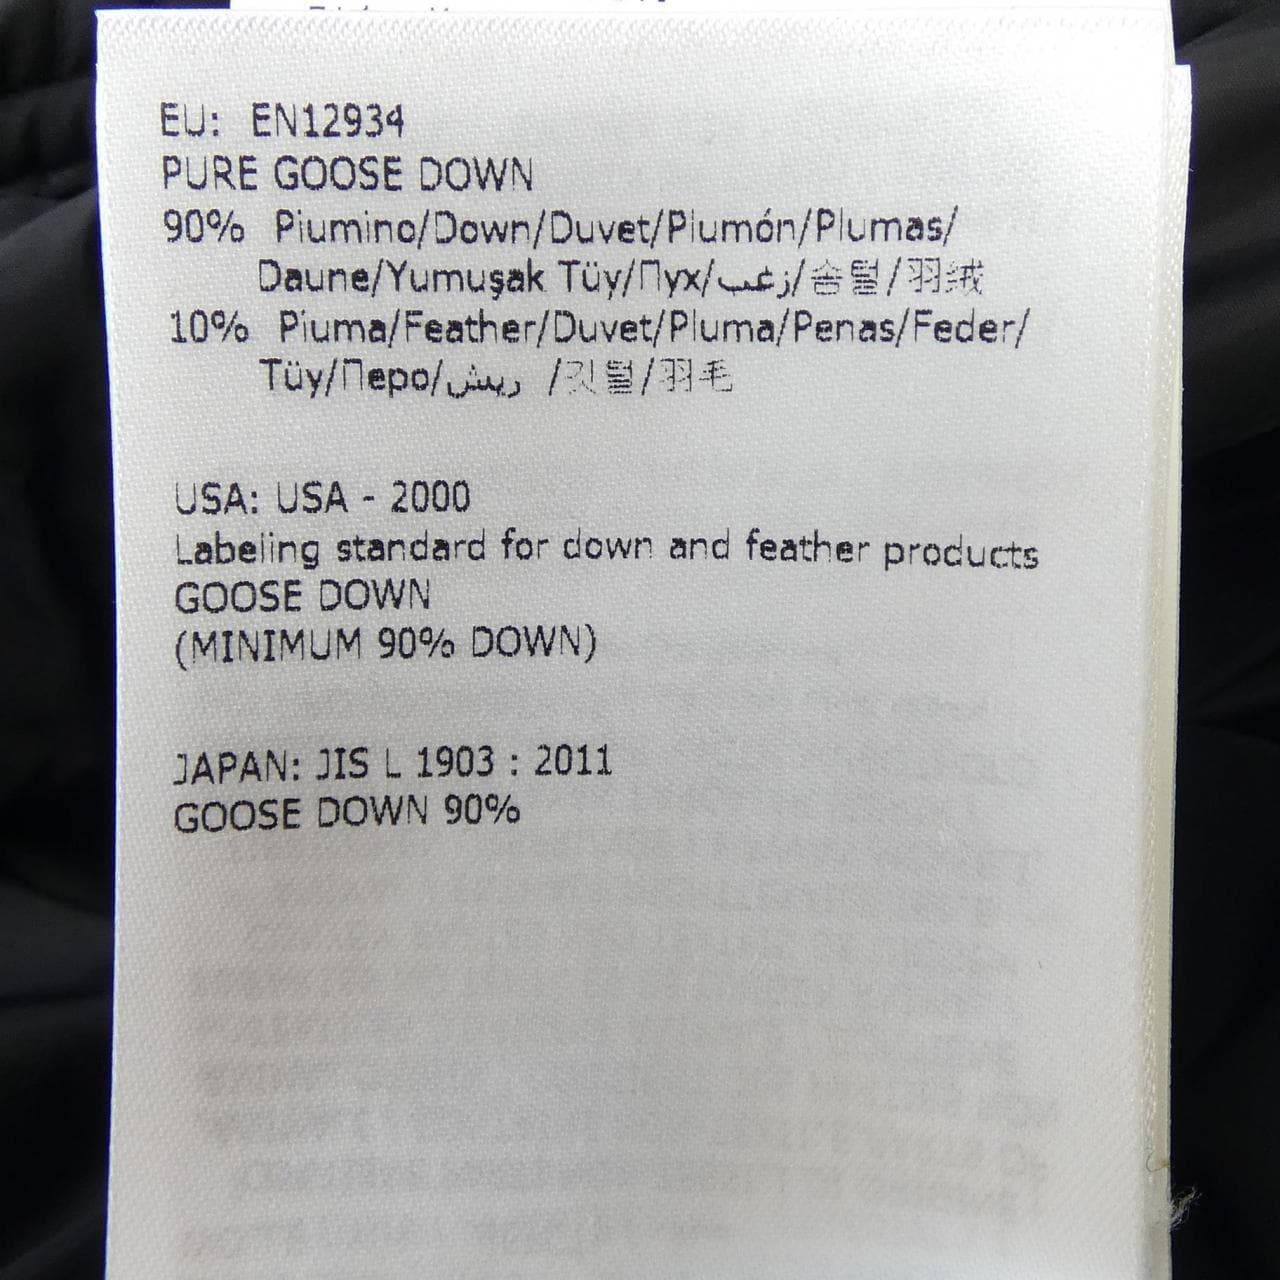 EU: EN12934
PURE GOOSE DOWN
90% Piumino/Down/Duvet/Plumón/Plumas/
Daune/Yumuşak Tüy/Пух/زغب/솜털/羽绒
10% Piuma/Feather/Duvet/Pluma/Penas/Feder/
Tüy/Перо/ريش /깃털/羽毛
USA: USA - 2000
Labeling standard for down and feather products
GOOSE DOWN
(MINIMUM 90% DOWN)
JAPAN: JIS L 1903 : 2011
GOOSE DOWN 90%